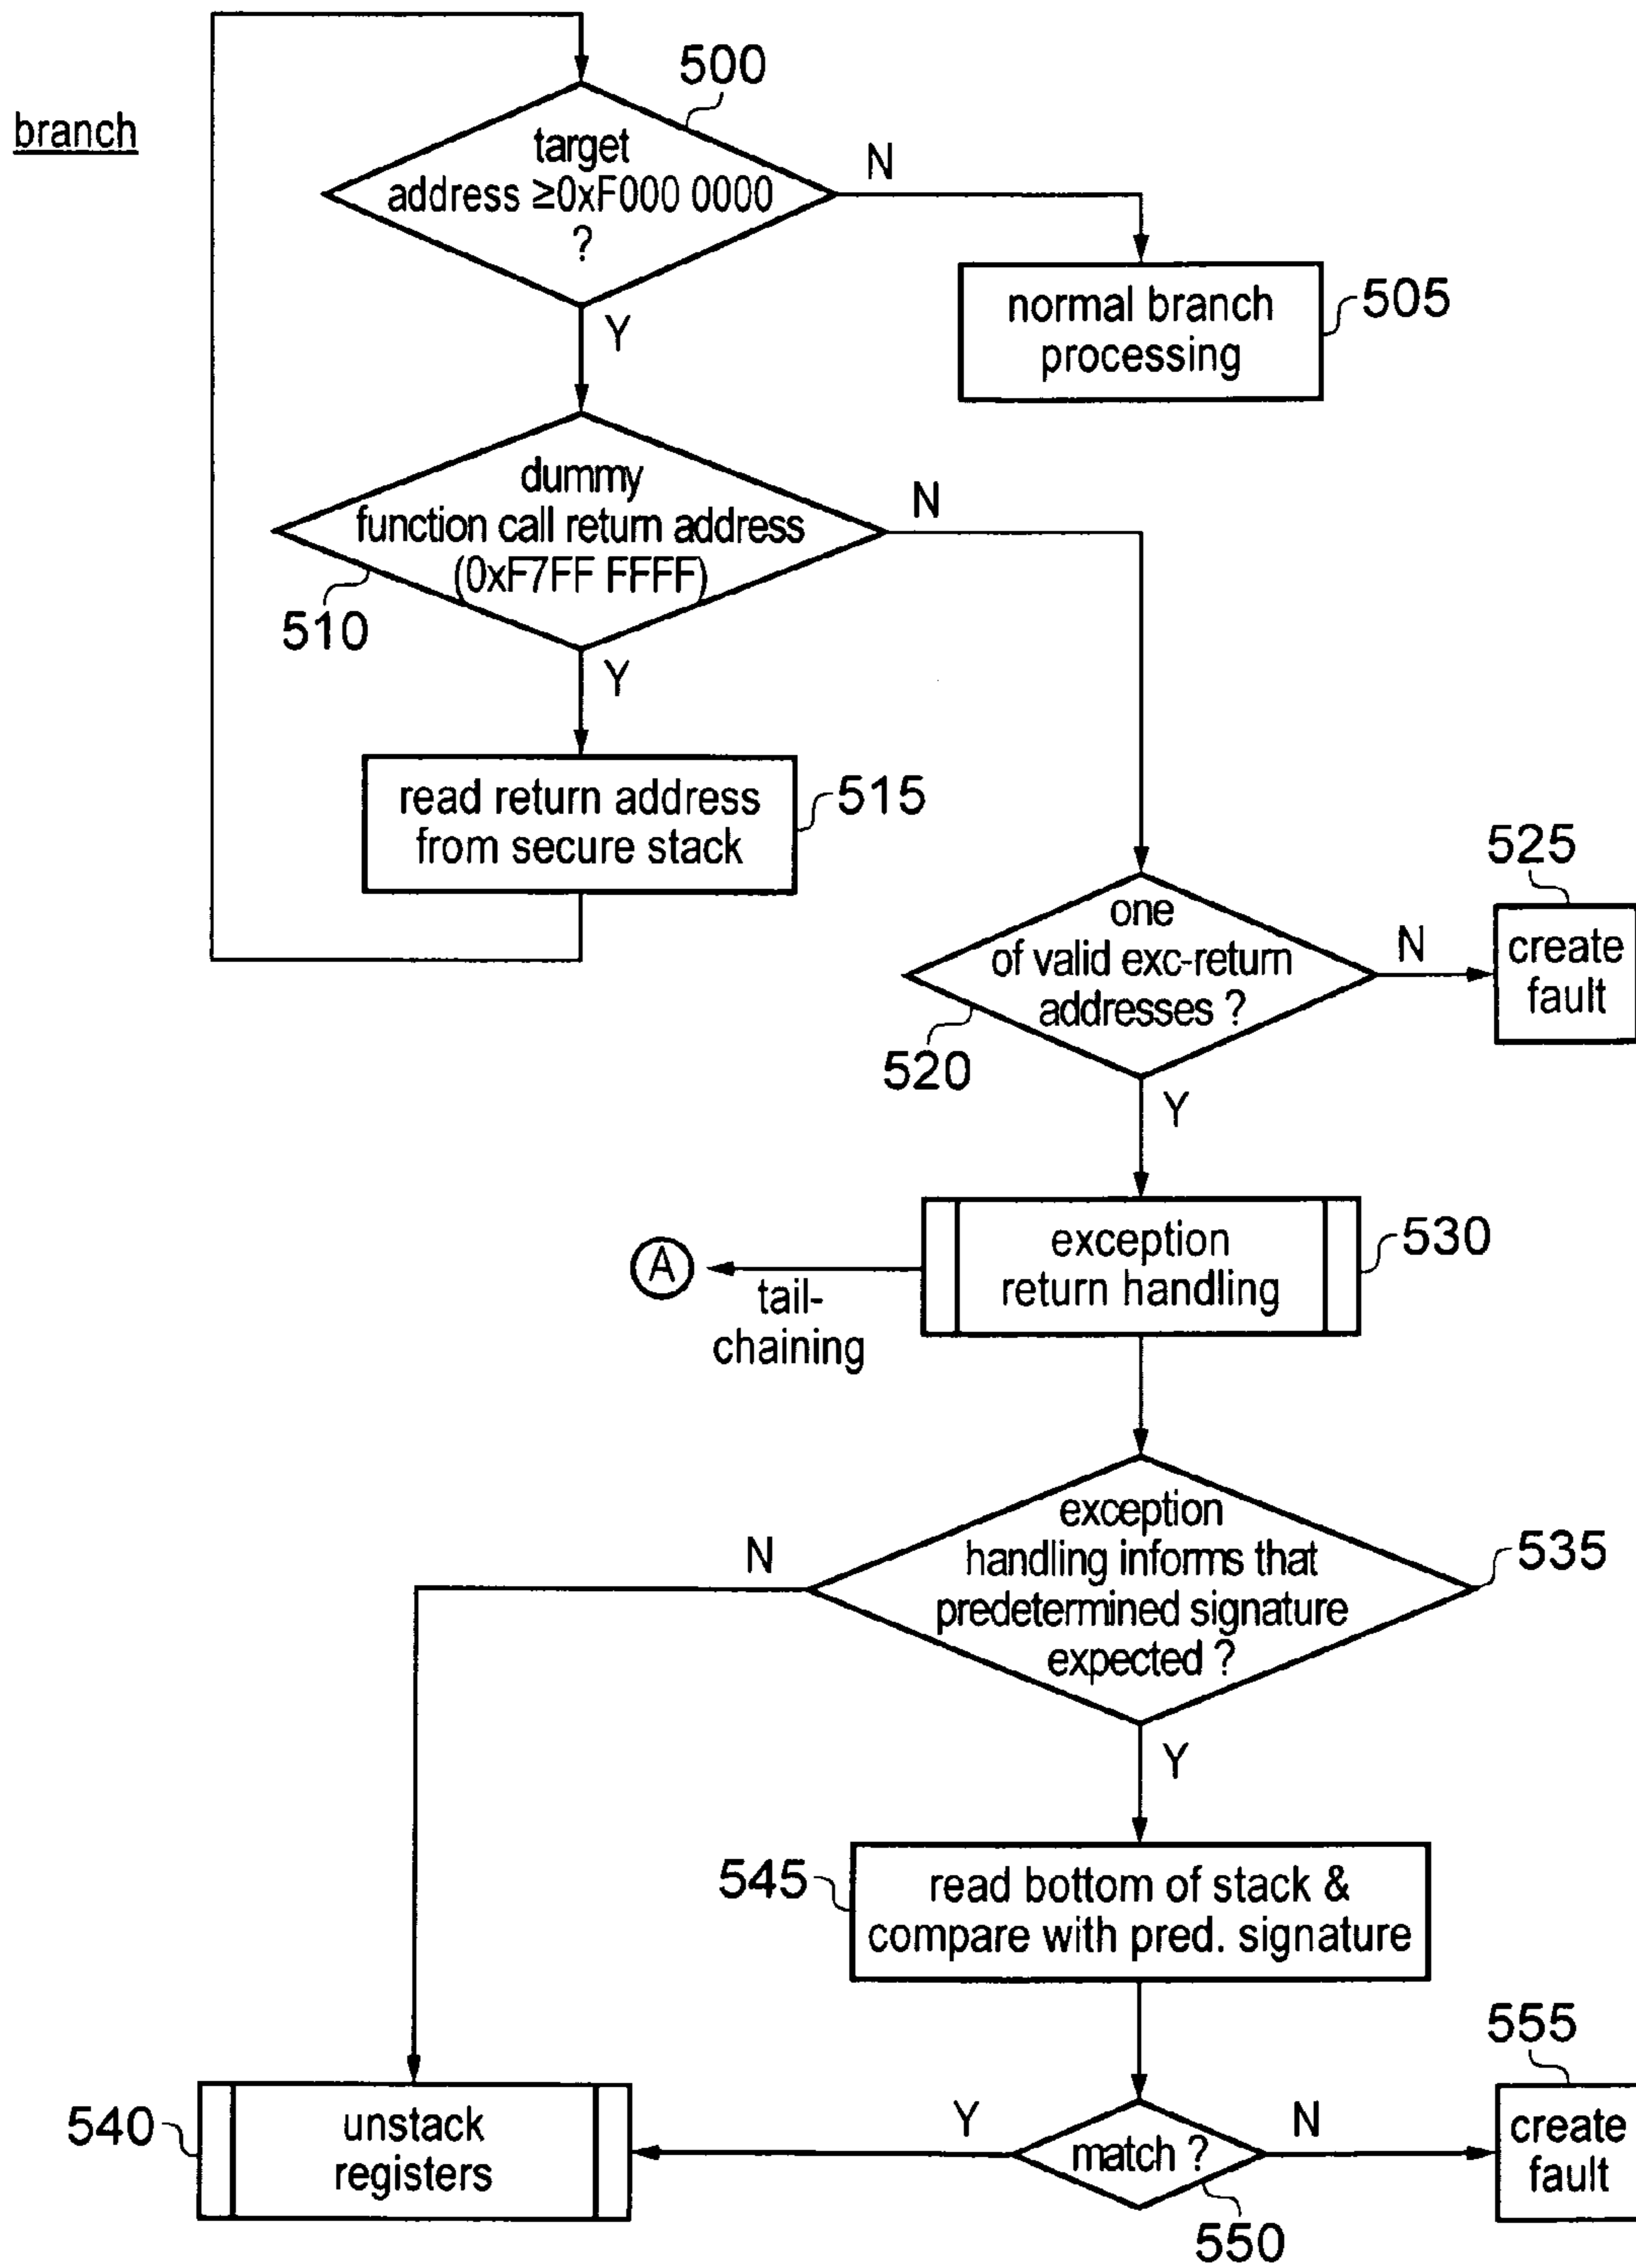 branch
500
target
address ≥0xF000 0000
?
N
Y
normal branch
processing
505
dummy
function call return address
(0xF7FF FFFF)
N
510
Y
read return address
from secure stack
515
one
of valid exc-return
addresses ?
N
525
create
fault
520
Y
exception
return handling
530
A
tail-
chaining
exception
handling informs that
predetermined signature
expected ?
535
N
Y
545
read bottom of stack &
compare with pred. signature
540
unstack
registers
Y
match ?
N
550
555
create
fault